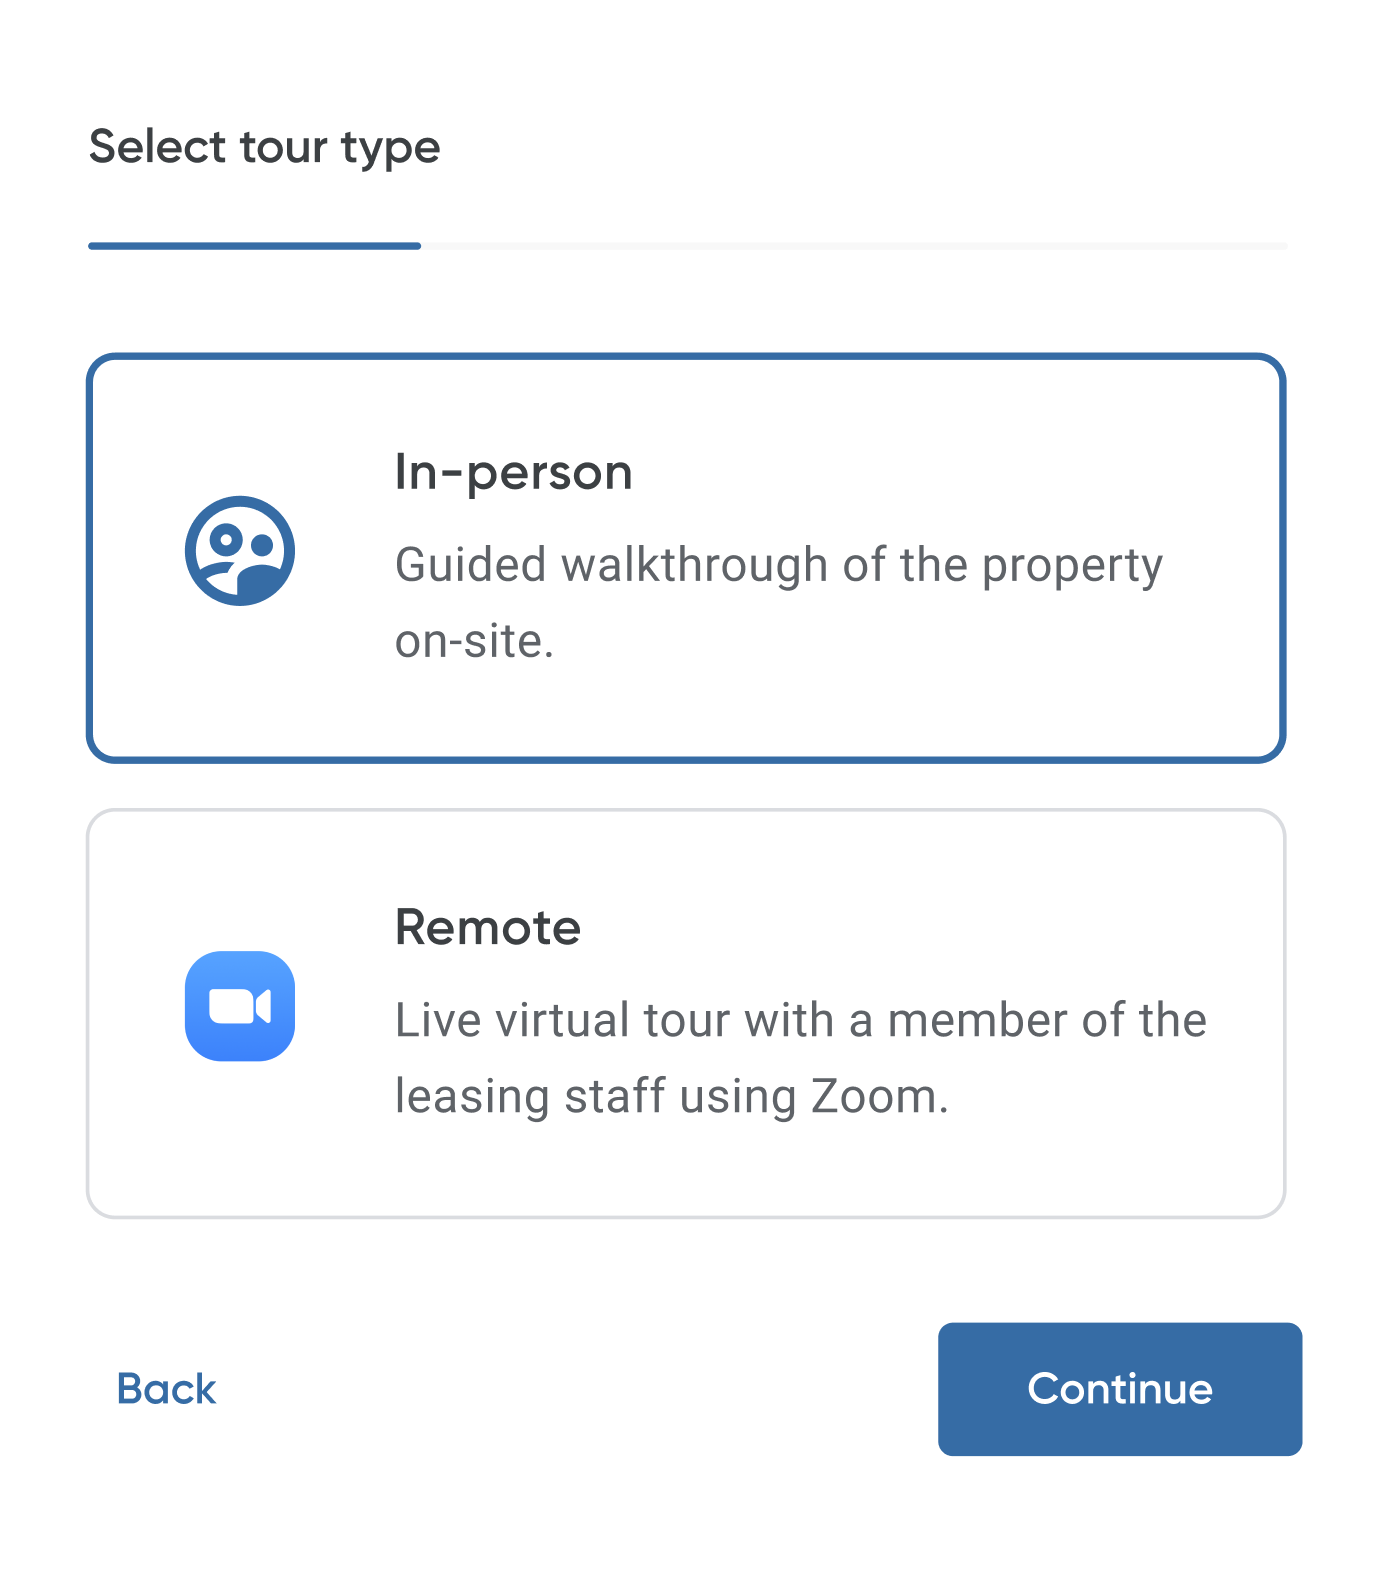 Select tour type
In-person
Guided walkthrough of the property
on-site.
Remote
Live virtual tour with a member of the
leasing staff using Zoom.
Back
Continue